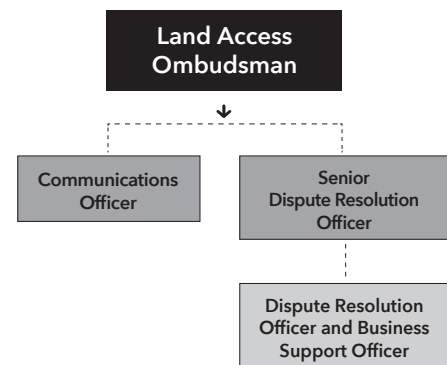 Land Access
Ombudsman
Communications
Officer
Senior
Dispute Resolution
Officer
Dispute Resolution
Officer and Business
Support Officer